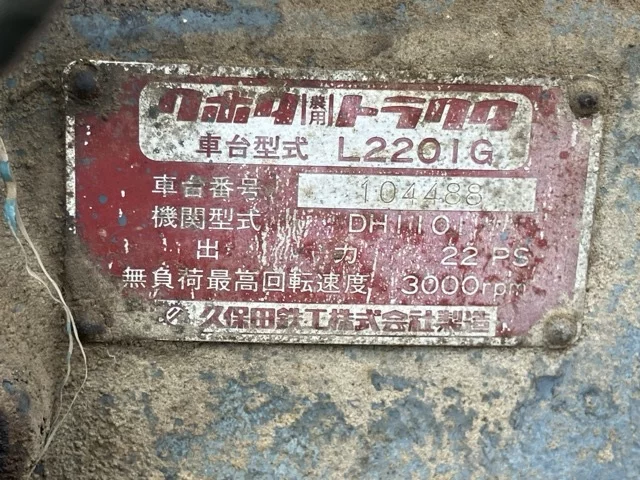 クボタ農用トラクタ
車台型式 L2201G
車台番号 104488
機関型式 DH1101
出力 22 PS
無負荷最高回転速度 3000rpm
久保田鉄工株式会社製造